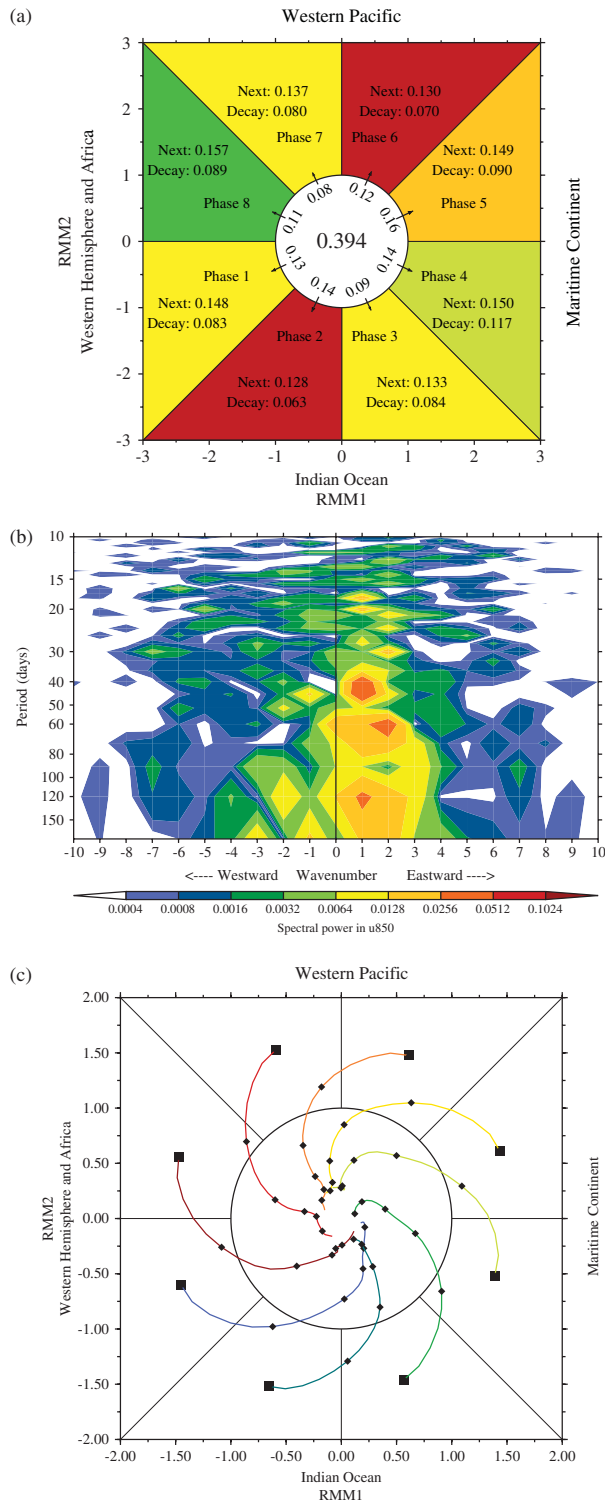 (a)
Western Pacific
3
2
1
0
-1
-2
-3
RMM2
Western Hemisphere and Africa
Maritime Continent
Next: 0.137
Decay: 0.080
Phase 7
Next: 0.130
Decay: 0.070
Phase 6
Next: 0.157
Decay: 0.089
Phase 8
Next: 0.149
Decay: 0.090
Phase 5
0.08
0.12
0.11
0.16
0.394
0.13
0.14
0.14
0.09
Phase 1
Next: 0.148
Decay: 0.083
Phase 4
Next: 0.150
Decay: 0.117
Phase 2
Next: 0.128
Decay: 0.063
Phase 3
Next: 0.133
Decay: 0.084
-3 -2 -1 0 1 2 3
Indian Ocean
RMM1
(b)
10
15
20
30
40
60
80
100
120
150
Period (days)
-10 -9 -8 -7 -6 -5 -4 -3 -2 -1 0 1 2 3 4 5 6 7 8 9 10
<---- Westward Wavenumber Eastward ---->
0.0004 0.0008 0.0016 0.0032 0.0064 0.0128 0.0256 0.0512 0.1024
Spectral power in u850
(c)
Western Pacific
2.00
1.50
1.00
0.50
0.00
-0.50
-1.00
-1.50
-2.00
RMM2
Western Hemisphere and Africa
Maritime Continent
-2.00 -1.50 -1.00 -0.50 0.00 0.50 1.00 1.50 2.00
Indian Ocean
RMM1